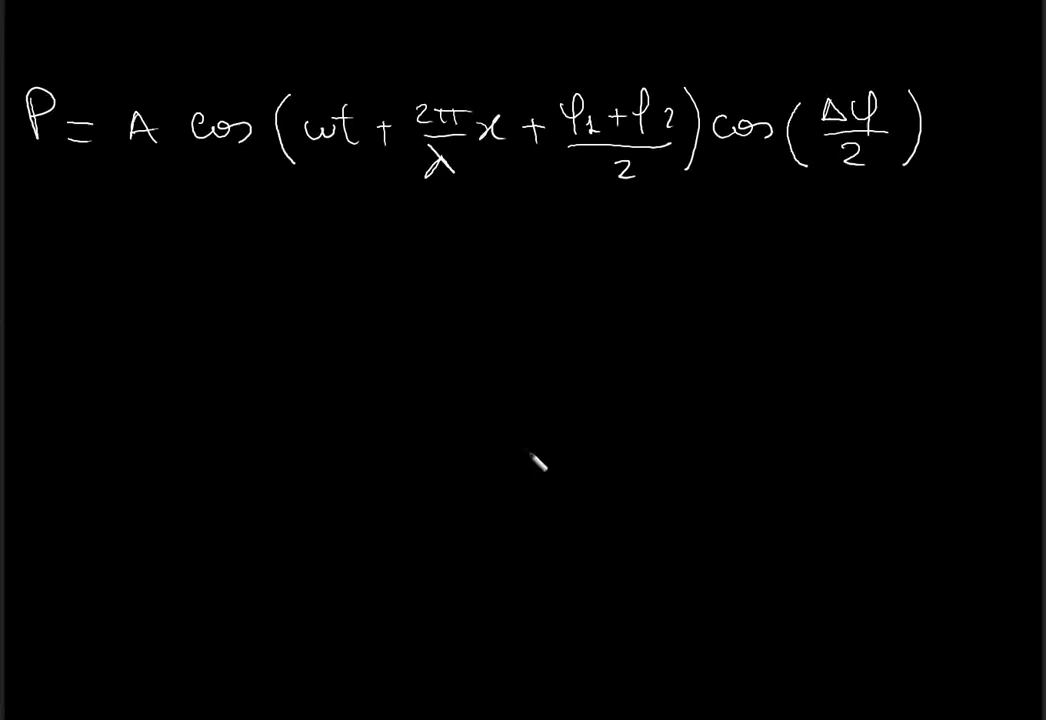 P = A cos(ωt + 2π/λ x + (φ1 + φ2)/2) cos(Δφ/2)